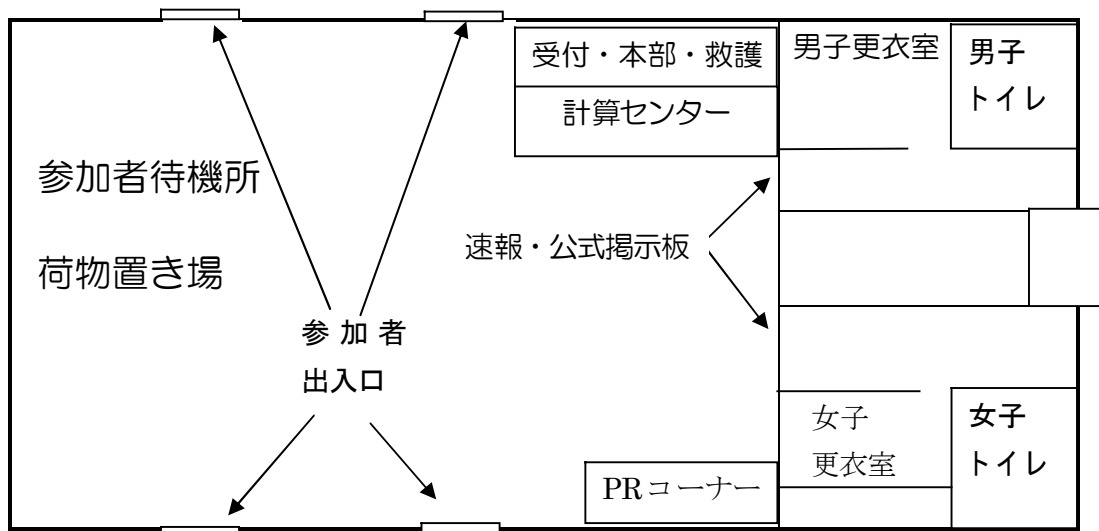 受付・本部・救護
計算センター
男子更衣室
男子
トイレ
参加者待機所
荷物置き場
速報・公式掲示板
参 加 者
出入口
女子
更衣室
女子
トイレ
PRコーナー